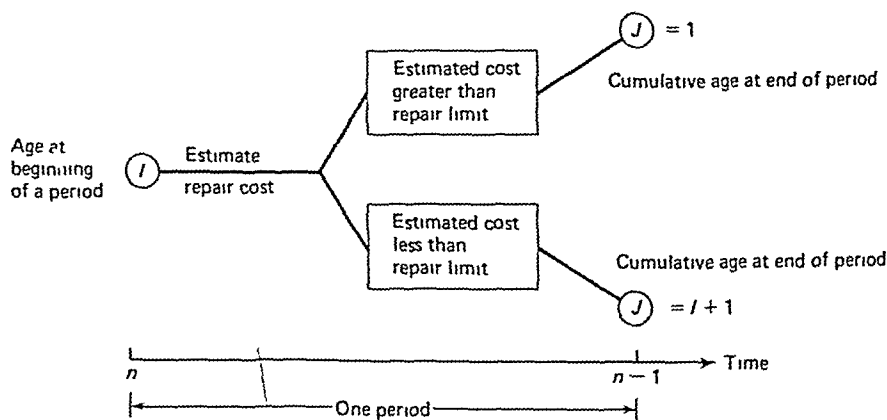 J = 1
Estimated cost
greater than
repair limit
Cumulative age at end of period
Age at
beginning
of a period
I
Estimate
repair cost
Estimated cost
less than
repair limit
Cumulative age at end of period
J = I + 1
Time
n
n − 1
One period